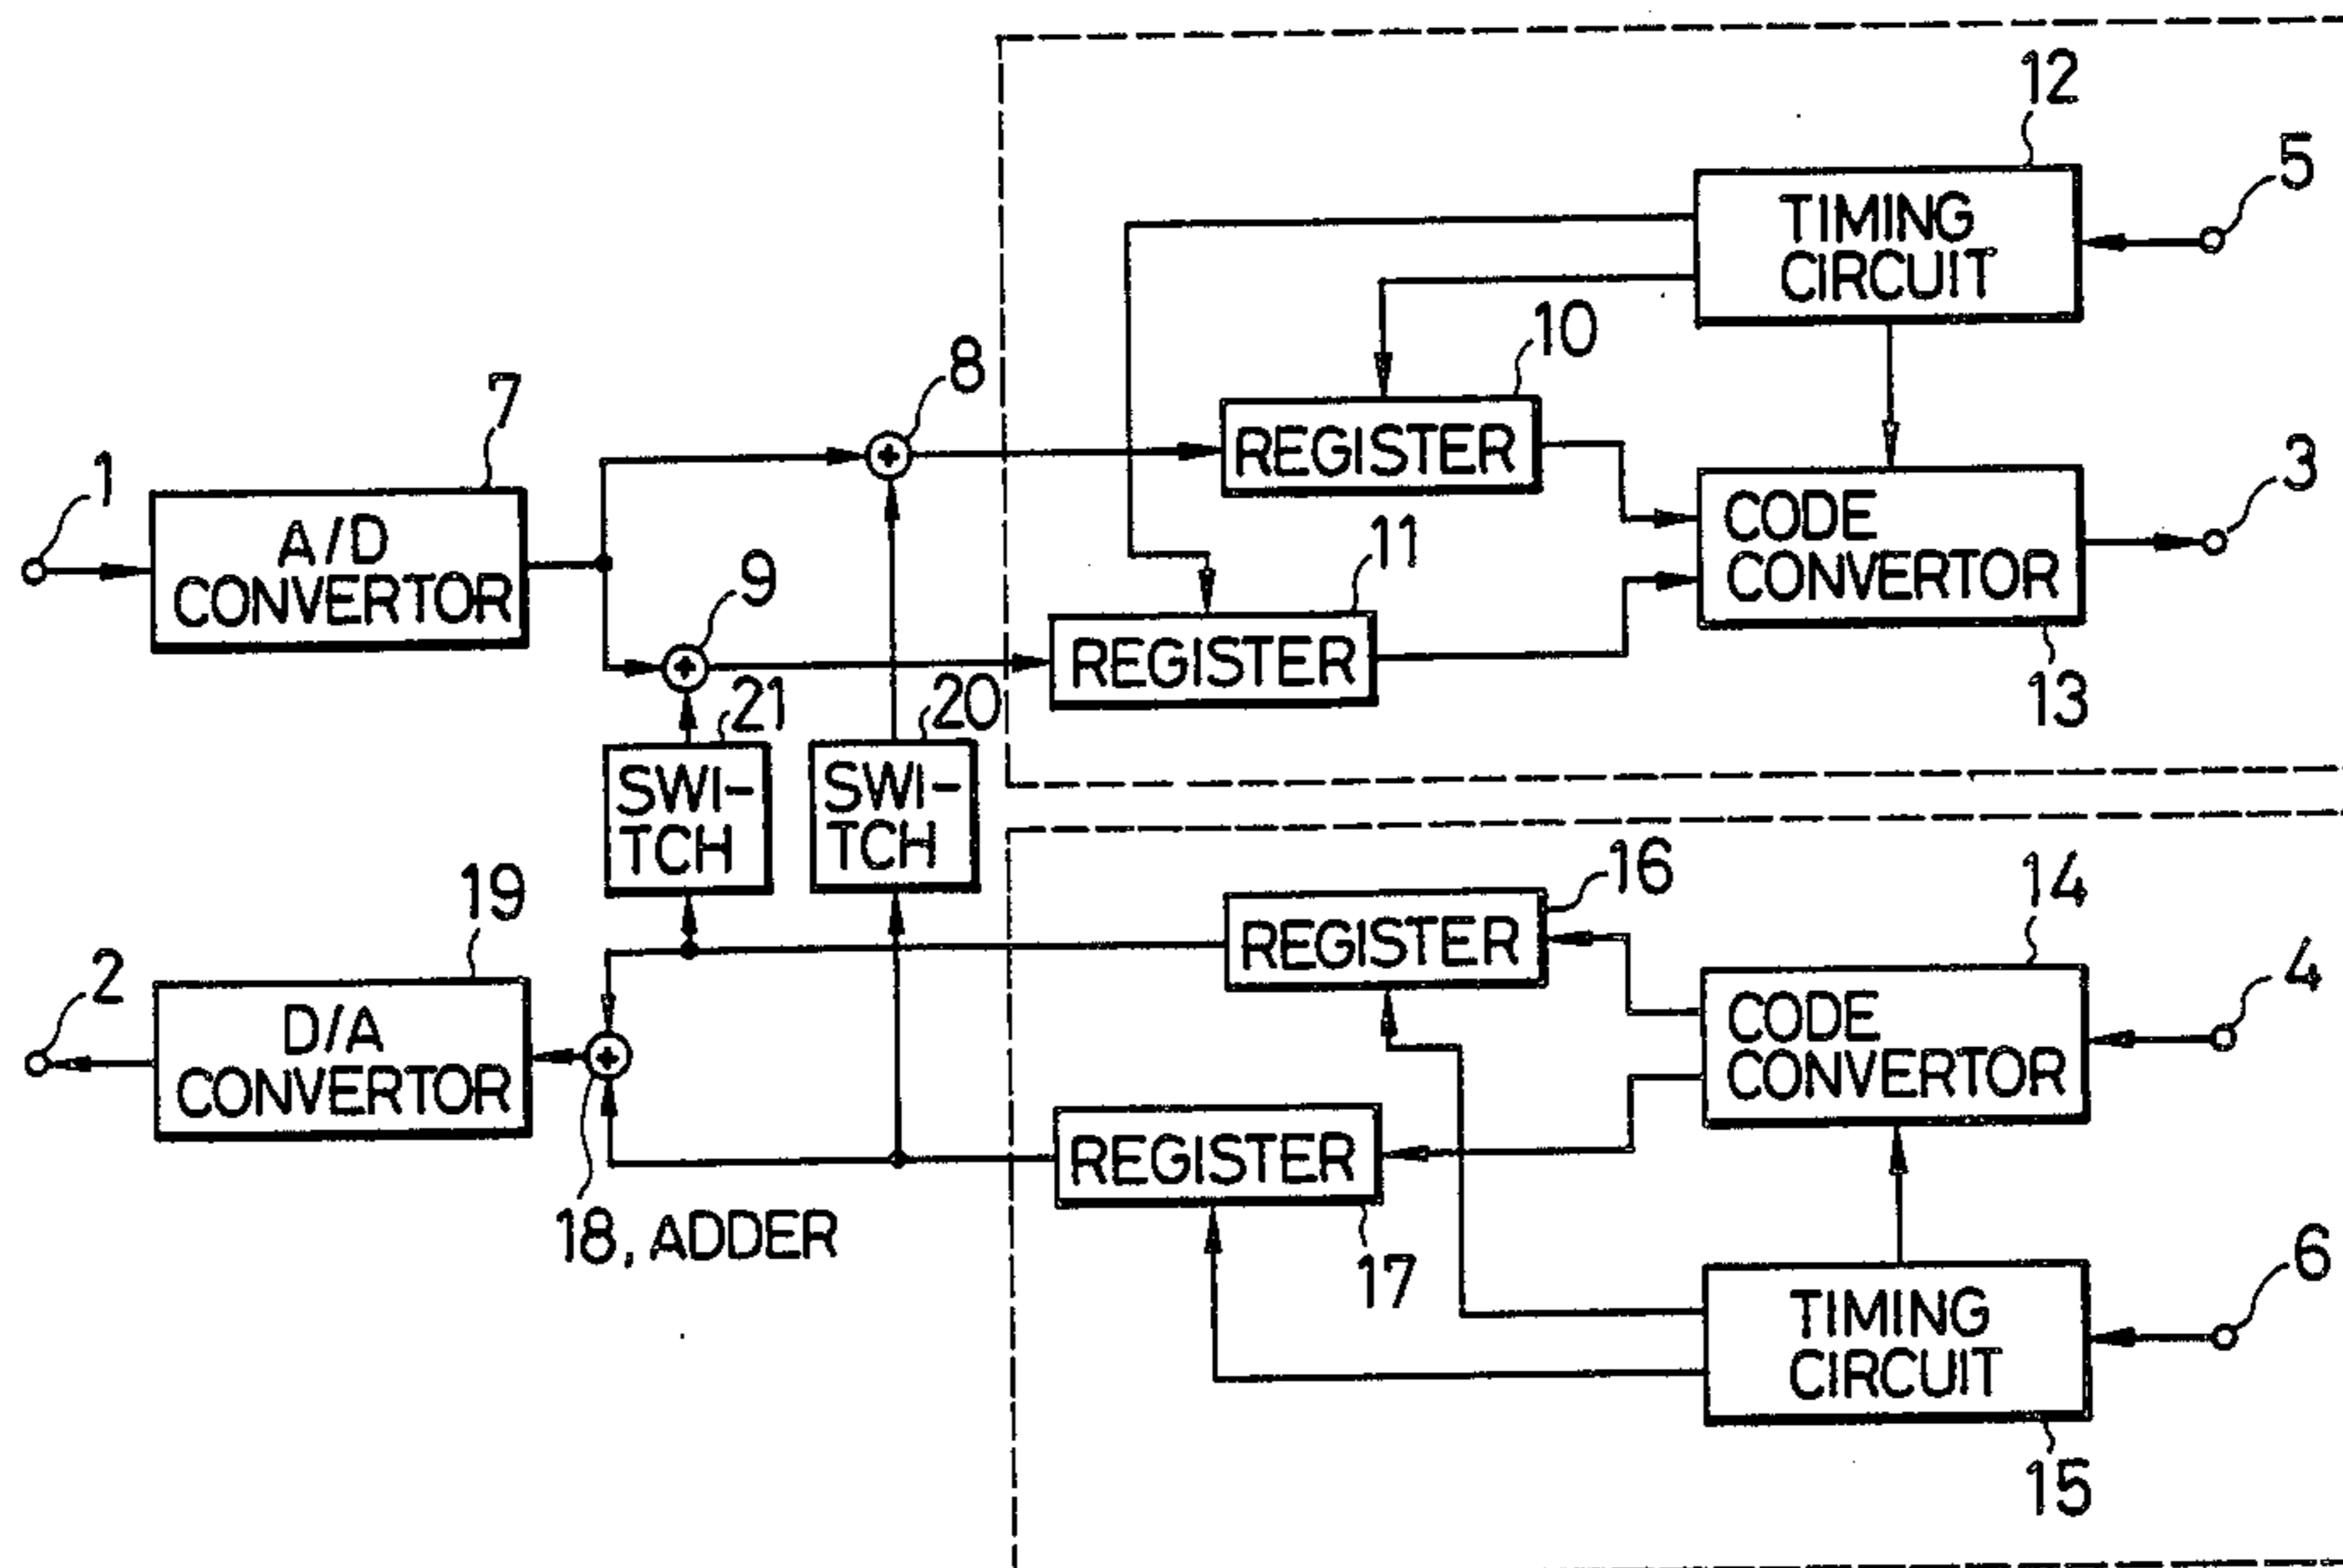 12
5
TIMING
CIRCUIT
10
8
7
REGISTER
3
1
CODE
CONVERTOR
A/D
CONVERTOR
11
9
REGISTER
13
21
20
SWI-
TCH
SWI-
TCH
16
14
19
REGISTER
4
2
CODE
CONVERTOR
D/A
CONVERTOR
REGISTER
18, ADDER
17
6
TIMING
CIRCUIT
15